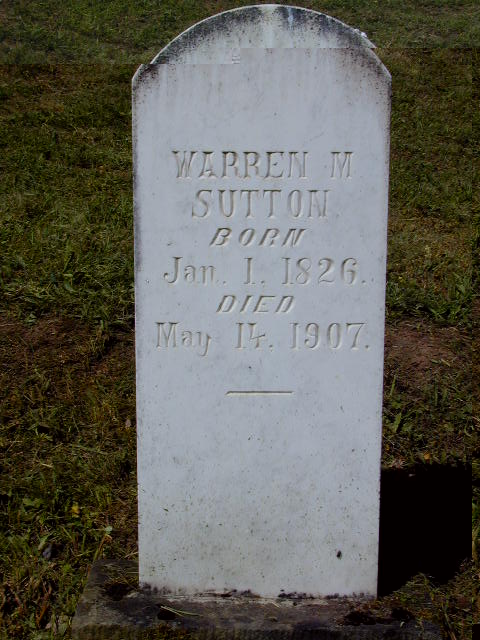 WARREN M
SUTTON
BORN
Jan. 1. 1826.
DIED
May 14. 1907.